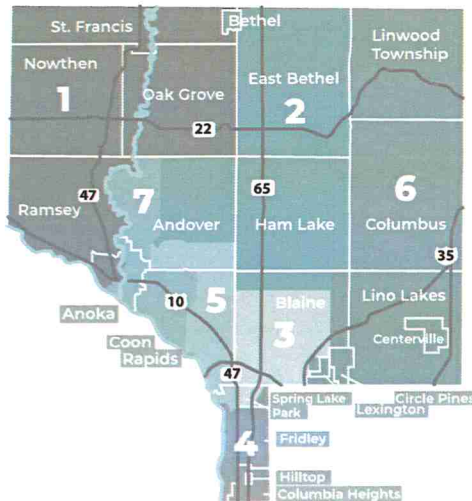 St. Francis
Bethel
Linwood
Township
Nowthen
East Bethel
1
Oak Grove
2
22
47
65
6
7
Ramsey
Andover
Ham Lake
Columbus
35
10
5
Blaine
Lino Lakes
Anoka
3
Centerville
Coon
Rapids
47
Spring Lake
Park
Circle Pines
Lexington
4
Fridley
Hilltop
Columbia Heights